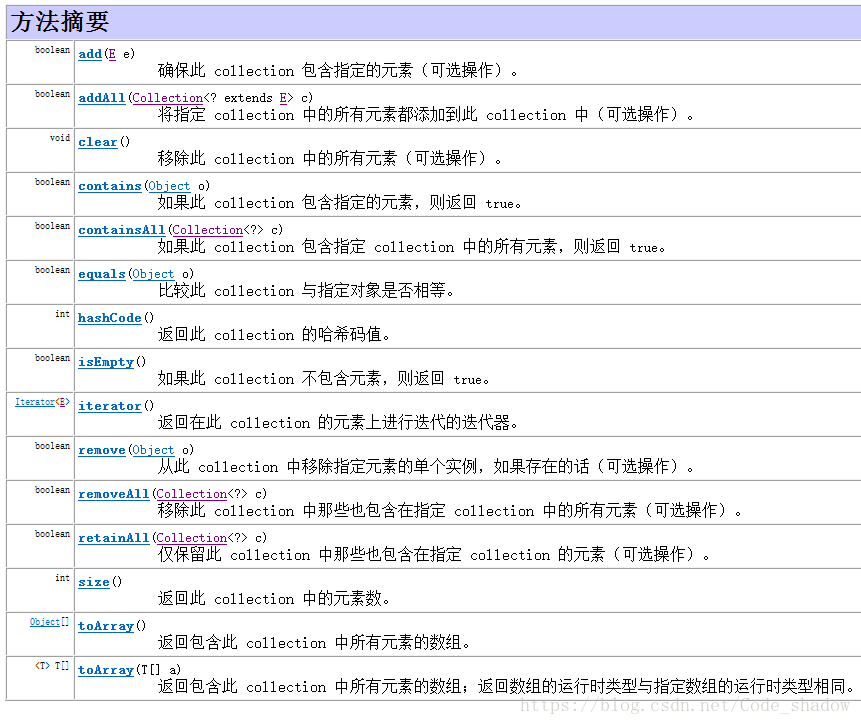 方法摘要
boolean add(E e)
确保此 collection 包含指定的元素（可选操作）。
boolean addAll(Collection<? extends E> c)
将指定 collection 中的所有元素都添加到此 collection 中（可选操作）。
void clear()
移除此 collection 中的所有元素（可选操作）。
boolean contains(Object o)
如果此 collection 包含指定的元素，则返回 true。
boolean containsAll(Collection<?> c)
如果此 collection 包含指定 collection 中的所有元素，则返回 true。
boolean equals(Object o)
比较此 collection 与指定对象是否相等。
int hashCode()
返回此 collection 的哈希码值。
boolean isEmpty()
如果此 collection 不包含元素，则返回 true。
Iterator<E> iterator()
返回在此 collection 的元素上进行迭代的迭代器。
boolean remove(Object o)
从此 collection 中移除指定元素的单个实例，如果存在的话（可选操作）。
boolean removeAll(Collection<?> c)
移除此 collection 中那些也包含在指定 collection 中的所有元素（可选操作）。
boolean retainAll(Collection<?> c)
仅保留此 collection 中那些也包含在指定 collection 的元素（可选操作）。
int size()
返回此 collection 中的元素数。
Object[] toArray()
返回包含此 collection 中所有元素的数组。
<T> T[] toArray(T[] a)
返回包含此 collection 中所有元素的数组；返回数组的运行时类型与指定数组的运行时类型相同。
https://blog.csdn.net/Code_shadow